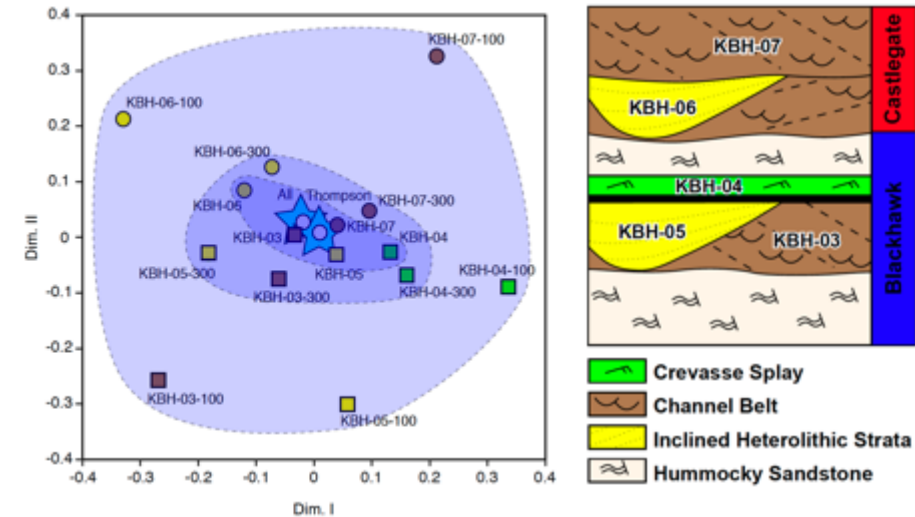 0.4
0.3
0.2
0.1
0
-0.1
-0.2
-0.3
-0.4
Dim. II
-0.4
-0.3
-0.2
-0.1
0
0.1
0.2
0.3
0.4
Dim. I
KBH-07-100
KBH-06-100
KBH-06-300
KBH-06
All
Thompson
KBH-07-300
KBH-07
KBH-03
KBH-04
KBH-05-300
KBH-05
KBH-04-100
KBH-03-300
KBH-04-300
KBH-03-100
KBH-05-100
KBH-07
KBH-06
KBH-04
KBH-05
KBH-03
Castlegate
Blackhawk
Crevasse Splay
Channel Belt
Inclined Heterolithic Strata
Hummocky Sandstone